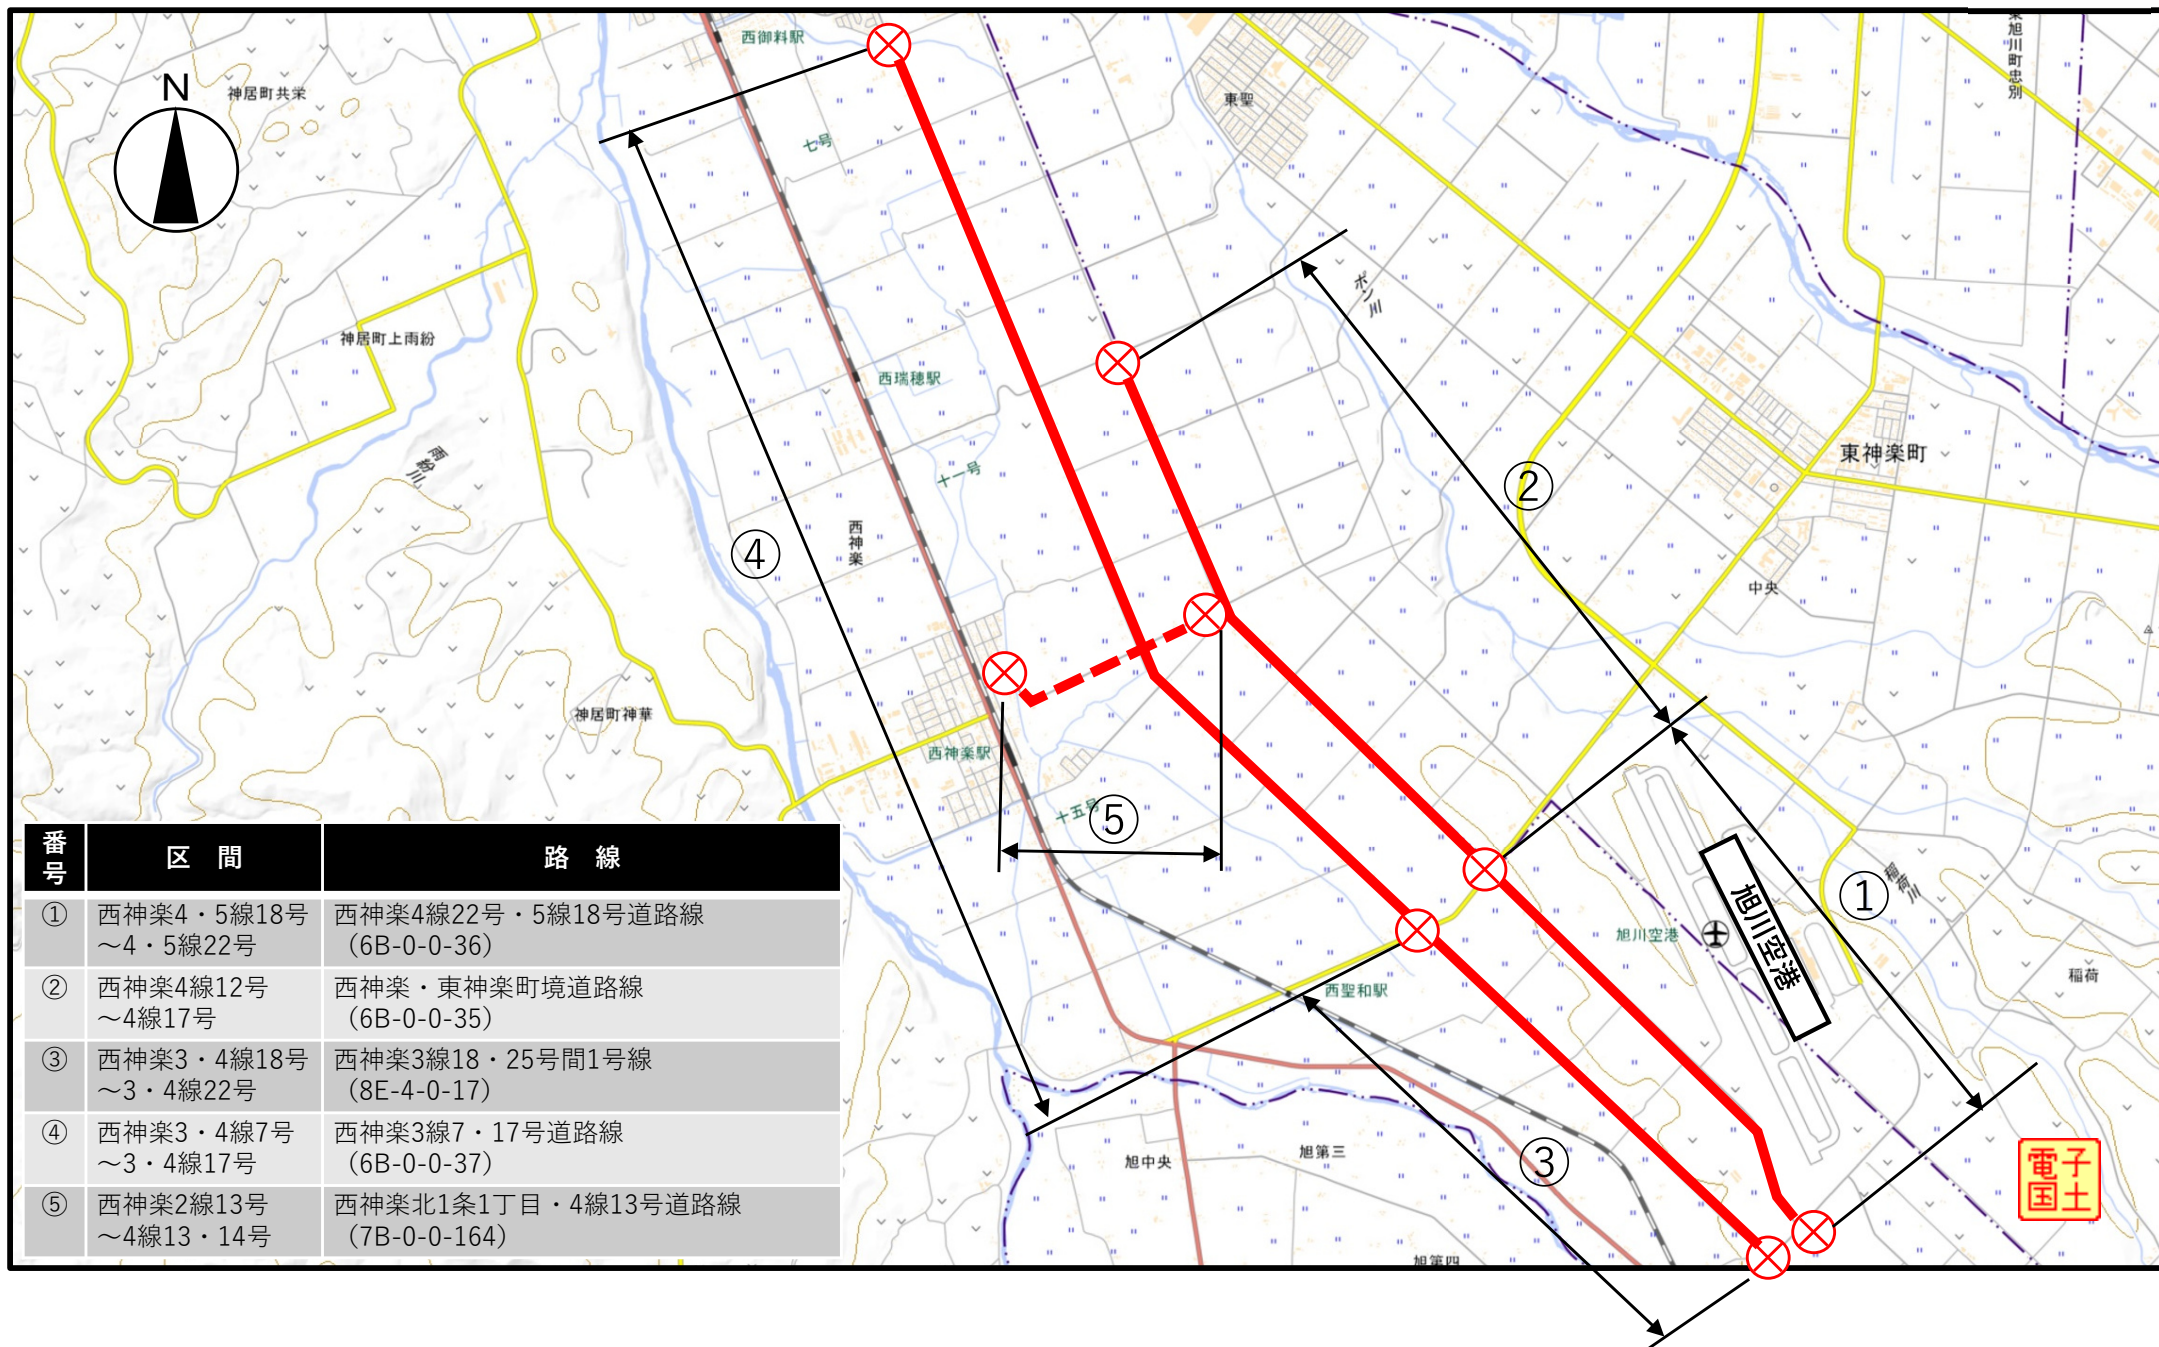 西御料駅
東旭川町忠別
N
神居町共栄
東聖
七号
ポン川
神居町上雨紛
西瑞穂駅
東神楽町
雨紛川
十一号
②
西神楽
④
中央
神居町神華
西神楽駅
十五号
⑤
旭川空港
①
稲荷川
旭川空港
稲荷
西聖和駅
旭中央
旭第三
③
旭第四
電子
国土
番号 区 間 路 線
① 西神楽4・5線18号 西神楽4線22号・5線18号道路線
～4・5線22号 (6B-0-0-36)
② 西神楽4線12号 西神楽・東神楽町境道路線
～4線17号 (6B-0-0-35)
③ 西神楽3・4線18号 西神楽3線18・25号間1号線
～3・4線22号 (8E-4-0-17)
④ 西神楽3・4線7号 西神楽3線7・17号道路線
～3・4線17号 (6B-0-0-37)
⑤ 西神楽2線13号 西神楽北1条1丁目・4線13号道路線
～4線13・14号 (7B-0-0-164)